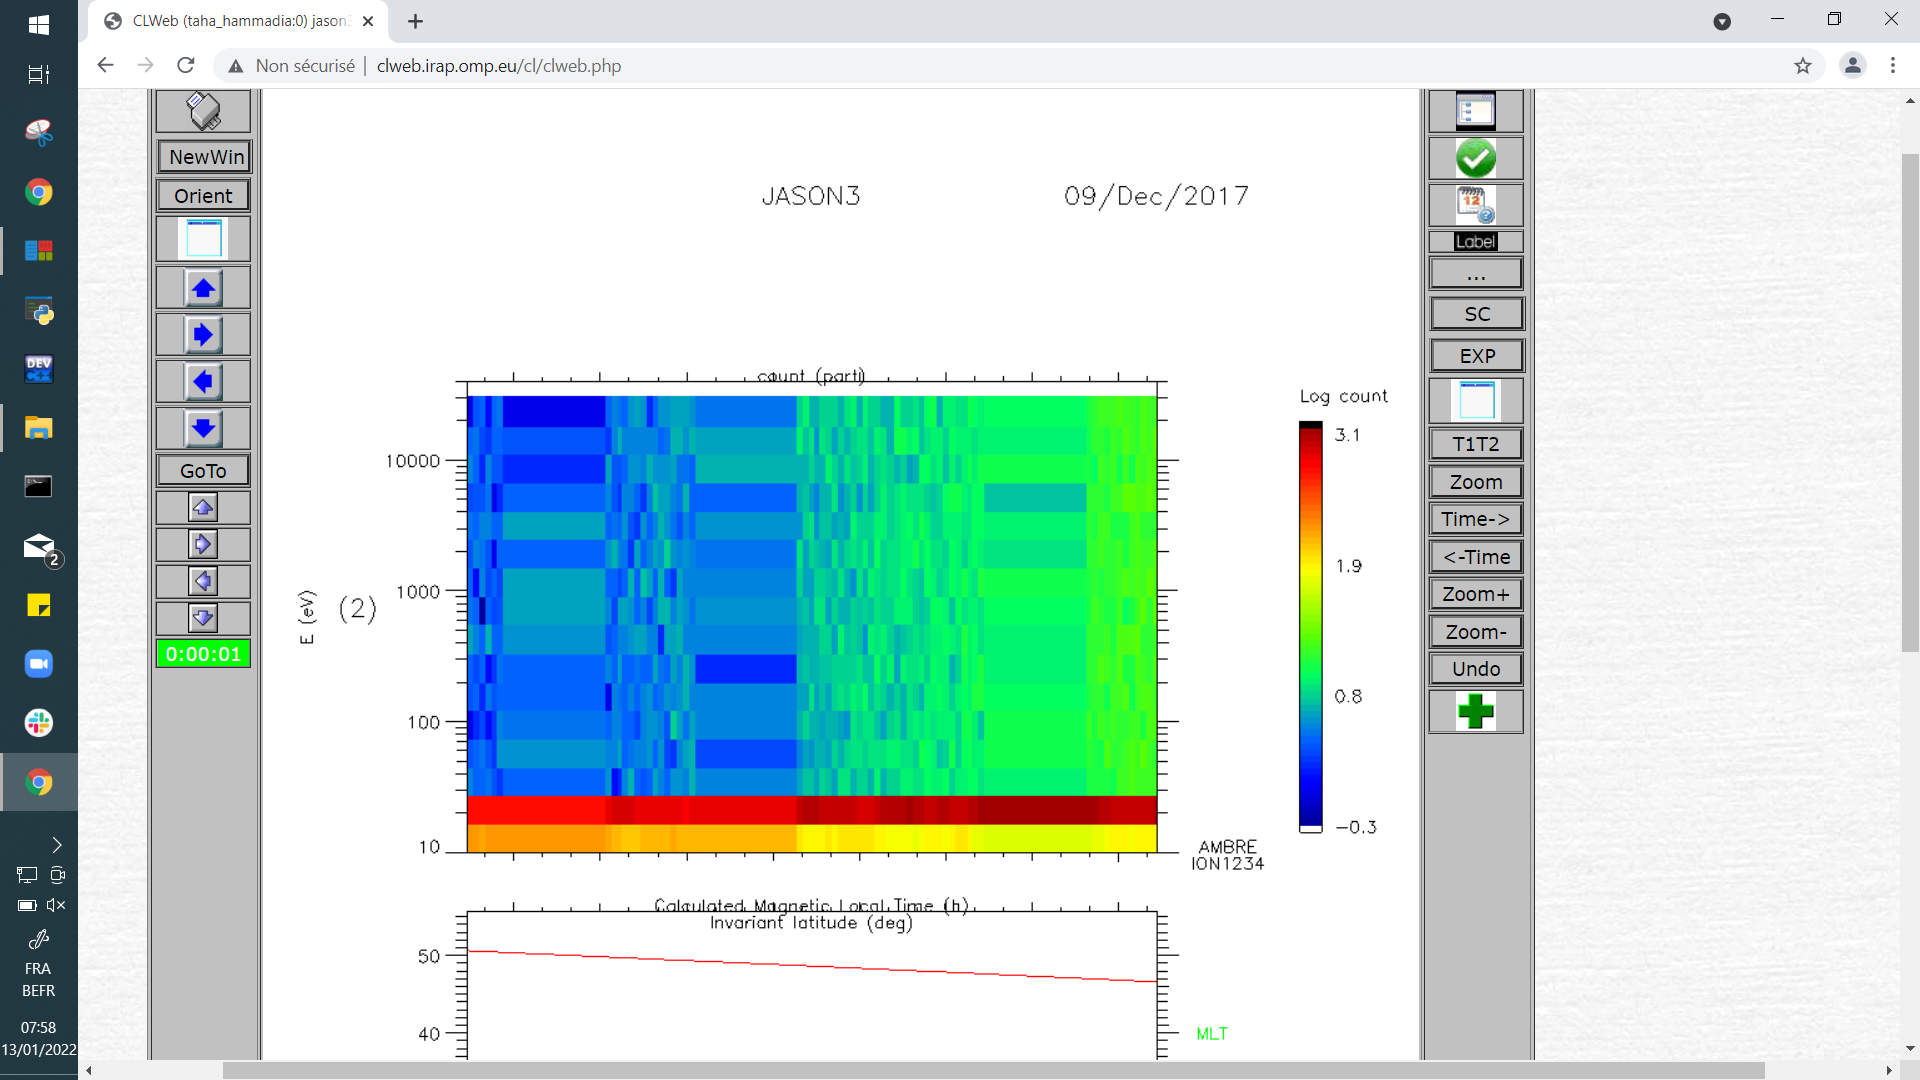 CLWeb (taha_hammadia:0) jason3
Non sécurisé | clweb.irap.omp.eu/cl/clweb.php
NewWin
Orient
GoTo
0:00:01
JASON3 09/Dec/2017
count (part)
Log count
3.1
1.9
0.8
-0.3
10000
1000
100
10
E (eV)
(2)
AMBRE
ION1234
Calculated Magnetic Local Time (h)
Invariant latitude (deg)
50
40
MLT
12
Label
...
SC
EXP
T1T2
Zoom
Time->
<-Time
Zoom+
Zoom-
Undo
DEV
C++
2
FRA
BEFR
07:58
13/01/2022